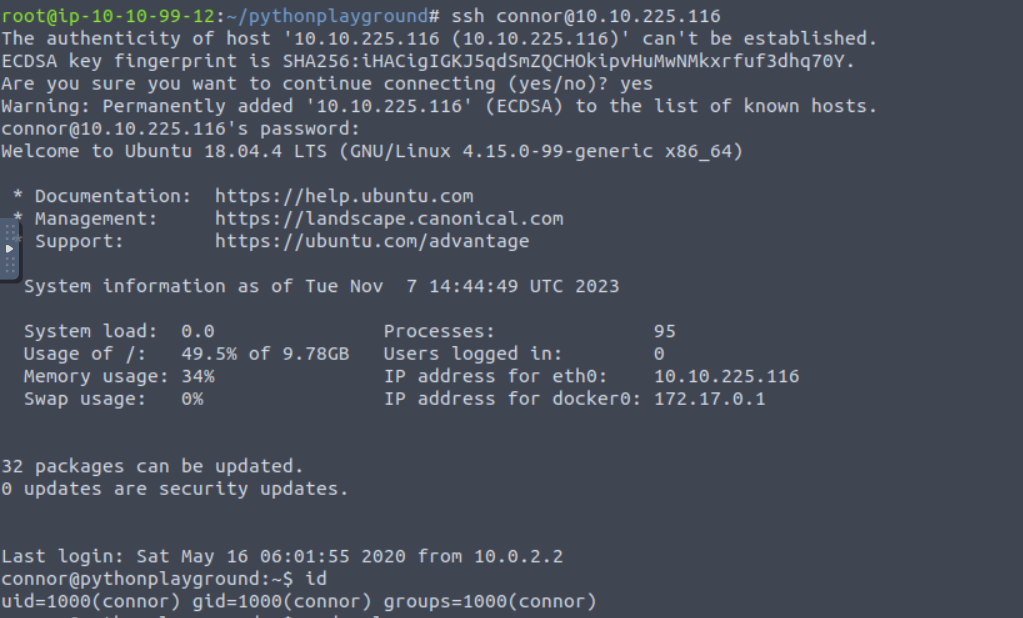 root@ip-10-10-99-12:~/pythonplayground# ssh connor@10.10.225.116
The authenticity of host '10.10.225.116 (10.10.225.116)' can't be established.
ECDSA key fingerprint is SHA256:iHACigIGKJ5qdSmZQCHOkipvHuMwNMkxrfuf3dhq70Y.
Are you sure you want to continue connecting (yes/no)? yes
Warning: Permanently added '10.10.225.116' (ECDSA) to the list of known hosts.
connor@10.10.225.116's password:
Welcome to Ubuntu 18.04.4 LTS (GNU/Linux 4.15.0-99-generic x86_64)
* Documentation:  https://help.ubuntu.com
* Management:     https://landscape.canonical.com
* Support:        https://ubuntu.com/advantage
System information as of Tue Nov  7 14:44:49 UTC 2023
System load:  0.0               Processes:              95
Usage of /:   49.5% of 9.78GB   Users logged in:        0
Memory usage: 34%               IP address for eth0:    10.10.225.116
Swap usage:   0%                IP address for docker0: 172.17.0.1
32 packages can be updated.
0 updates are security updates.
Last login: Sat May 16 06:01:55 2020 from 10.0.2.2
connor@pythonplayground:~$ id
uid=1000(connor) gid=1000(connor) groups=1000(connor)